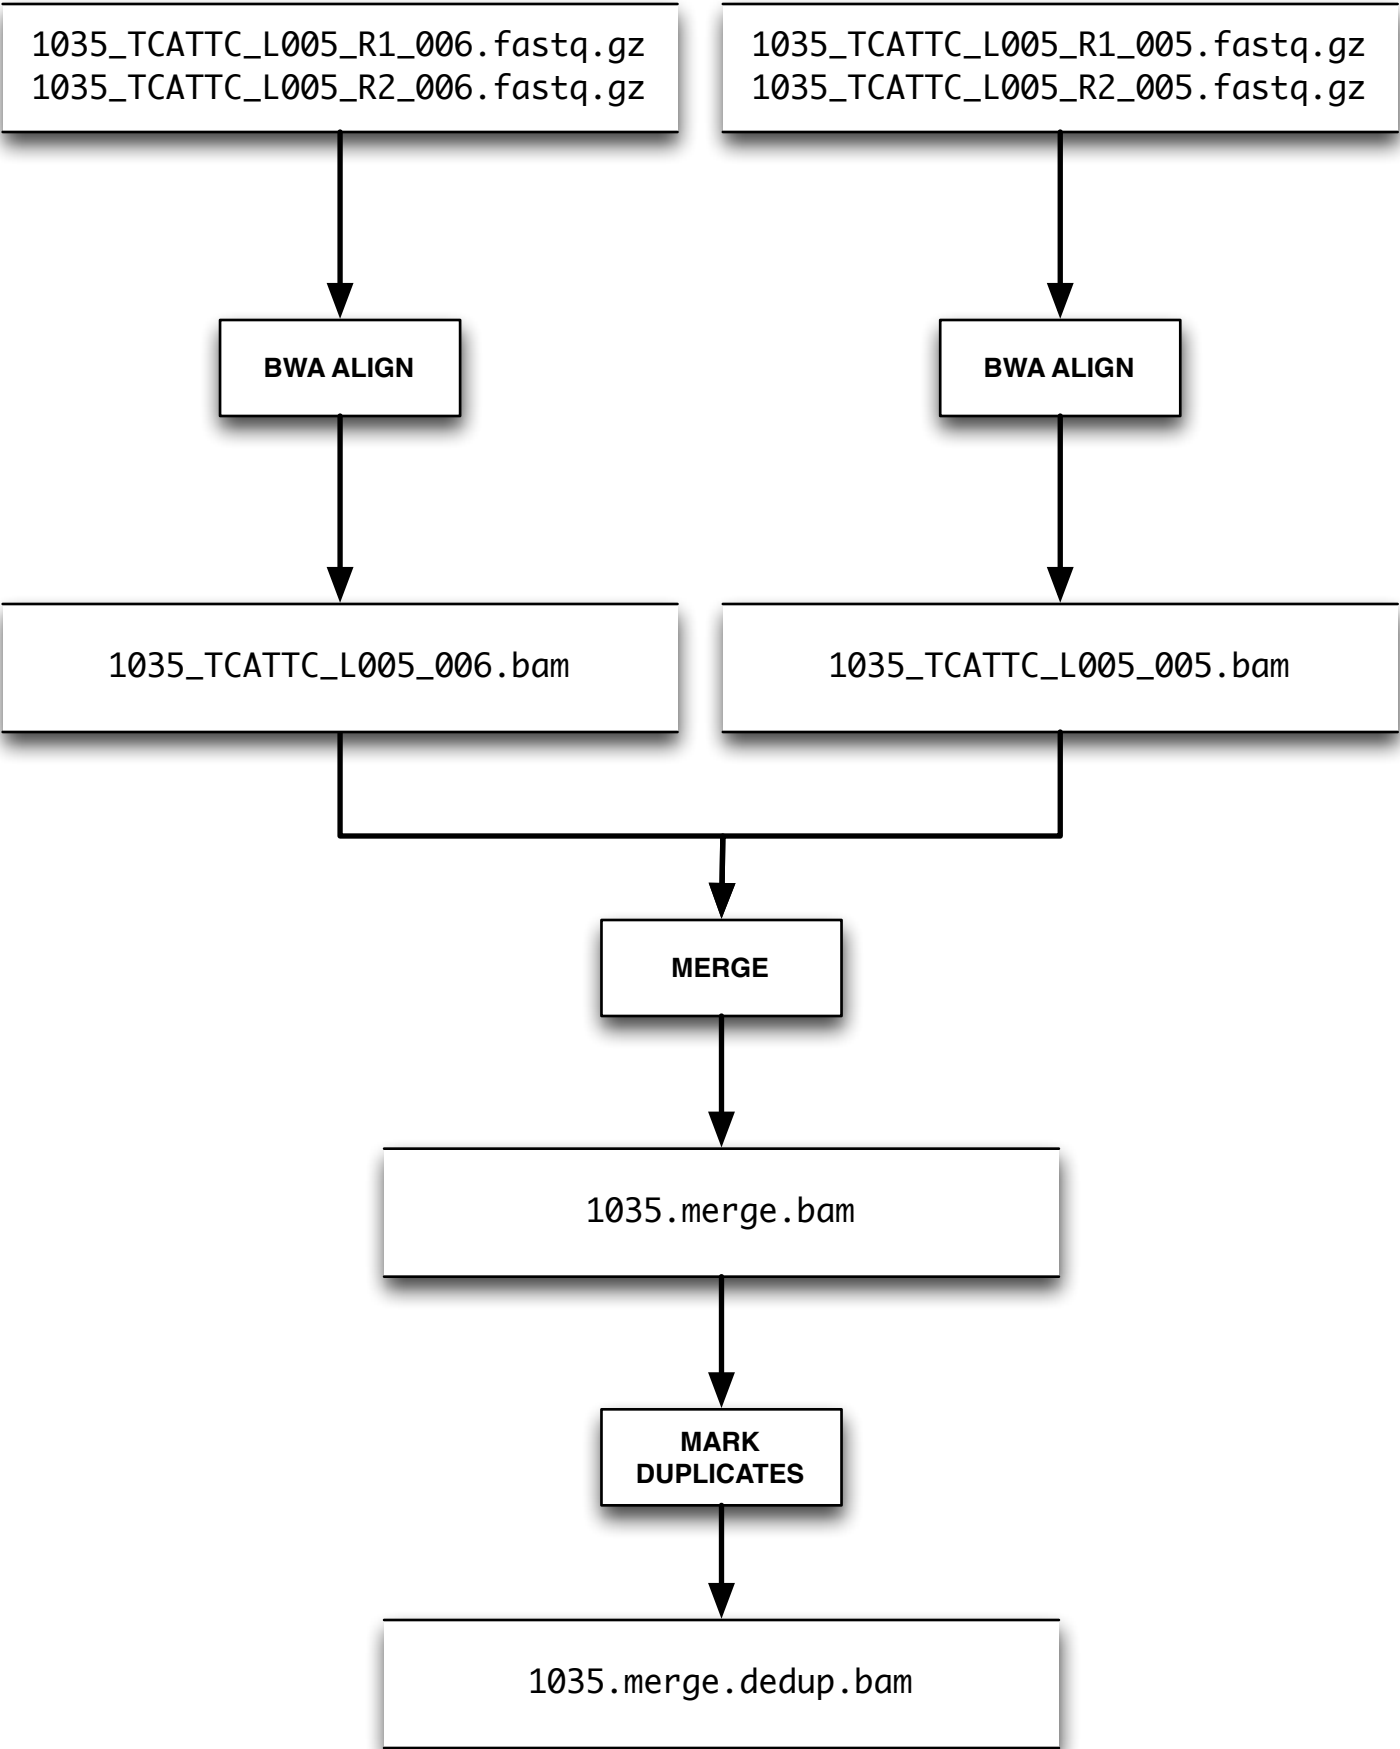 1035_TCATTC_L005_R1_006.fastq.gz
1035_TCATTC_L005_R2_006.fastq.gz
1035_TCATTC_L005_R1_005.fastq.gz
1035_TCATTC_L005_R2_005.fastq.gz
BWA ALIGN
BWA ALIGN
1035_TCATTC_L005_006.bam
1035_TCATTC_L005_005.bam
MERGE
1035.merge.bam
MARK
DUPLICATES
1035.merge.dedup.bam